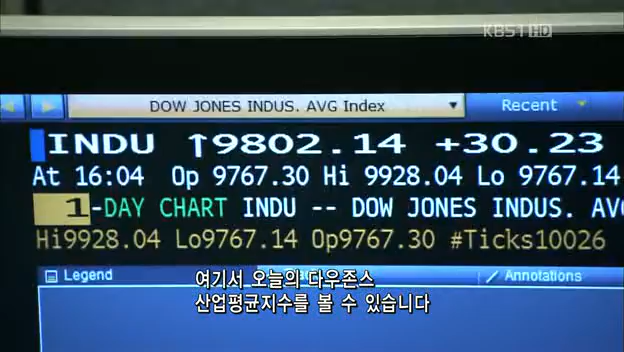 KBS1 HD
DOW JONES INDUS. AVG Index
Recent
INDU ↑9802.14 +30.23
At 16:04 Op 9767.30 Hi 9928.04 Lo 9767.14
1-DAY CHART INDU -- DOW JONES INDUS. AVG
Hi9928.04 Lo9767.14 Op9767.30 #Ticks10026
Legend
Annotations
여기서 오늘의 다우존스
산업평균지수를 볼 수 있습니다